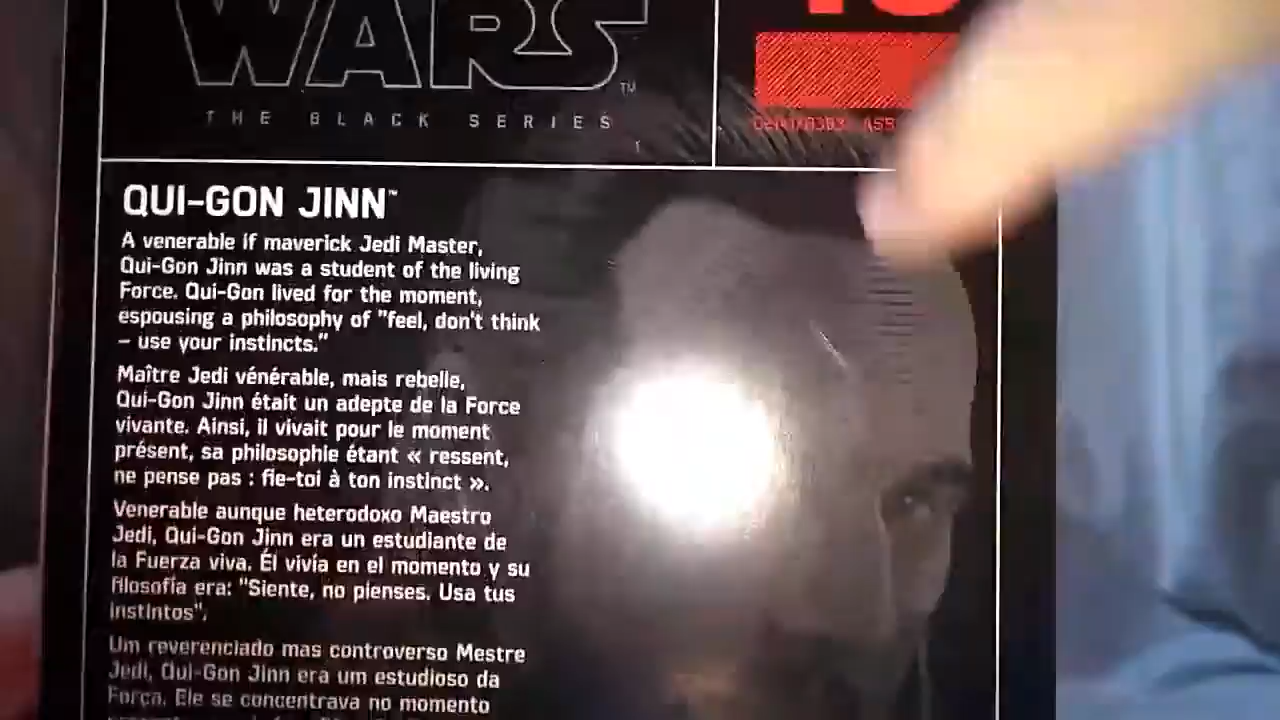 WARS™
THE BLACK SERIES
QUI-GON JINN™
A venerable if maverick Jedi Master,
Qui-Gon Jinn was a student of the living
Force. Qui-Gon lived for the moment,
espousing a philosophy of "feel, don't think
– use your instincts."
Maître Jedi vénérable, mais rebelle,
Qui-Gon Jinn était un adepte de la Force
vivante. Ainsi, il vivait pour le moment
présent, sa philosophie étant « ressent,
ne pense pas : fie-toi à ton instinct ».
Venerable aunque heterodoxo Maestro
Jedi, Qui-Gon Jinn era un estudiante de
la Fuerza viva. Él vivía en el momento y su
filosofía era: "Siente, no pienses. Usa tus
instintos".
Um reverenciado mas controverso Mestre
Jedi, Qui-Gon Jinn era um estudioso da
Força. Ele se concentrava no momento